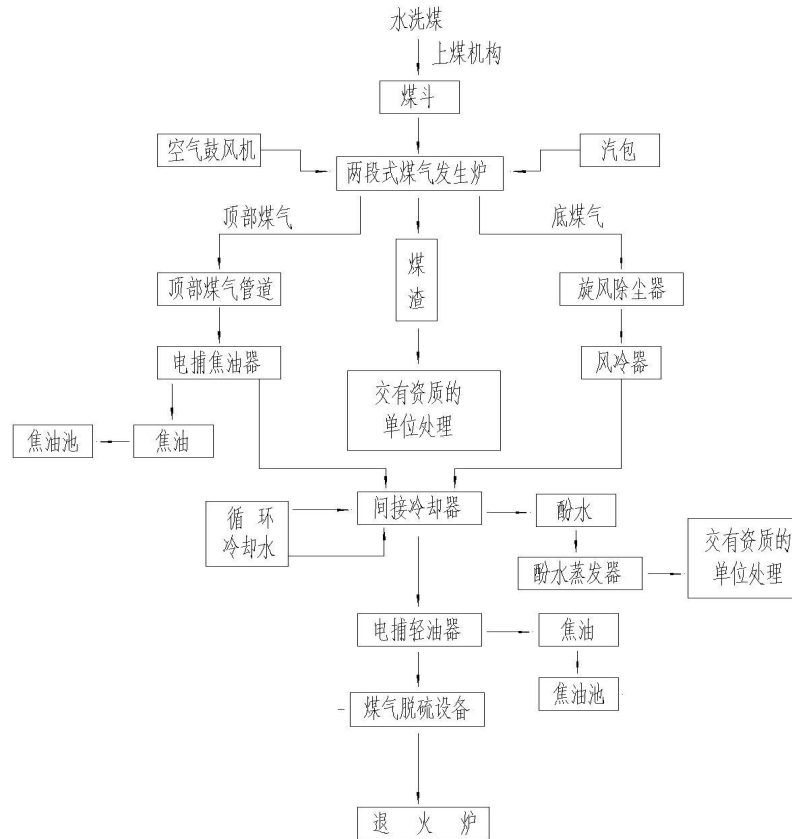 水洗煤
上煤机构
煤斗
空气鼓风机
汽包
两段式煤气发生炉
顶部煤气
底煤气
煤渣
顶部煤气管道
旋风除尘器
电捕焦油器
风冷器
交有资质的
单位处理
焦油池
焦油
循 环
冷却水
间接冷却器
酚水
交有资质的
单位处理
酚水蒸发器
电捕轻油器
焦油
焦油池
煤气脱硫设备
退 火 炉